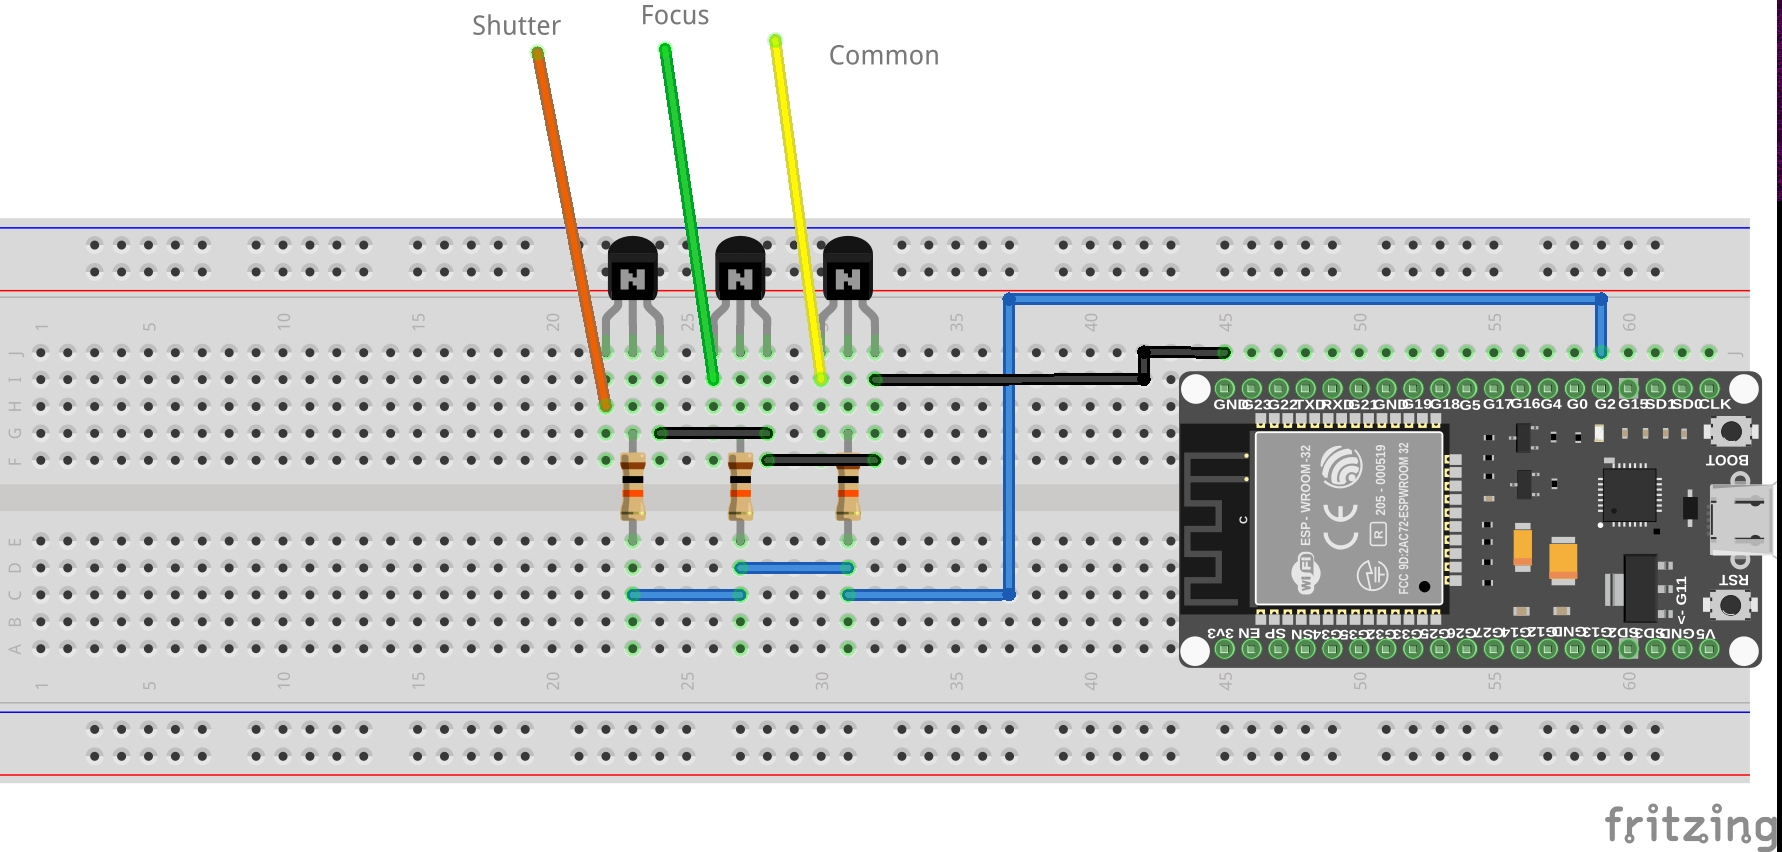 Shutter
Focus
Common
1 5 10 15 20 25 30 35 40 45 50 55 60
J J
I
H
G
F
E
D
C
B
A
N N N
GND G23 G22 TXD RXD G21 GND G19 G18 G5 G17 G16 G4 G0 G2 G15 SD1 SD0 CLK
BOOT
ESP - WROOM -32
CE
205 - 000519
R
FCC 9D:2AC72-ESPWROOM 32
WiFi
C
RST
<- G11
3v3 EN SP SN G34 G35 G32 G33 G25 G26 G27 G14 G12 GND G13 SD2 SD3 GND V5
1 5 10 15 20 25 30 35 40 45 50 55 60
fritzing